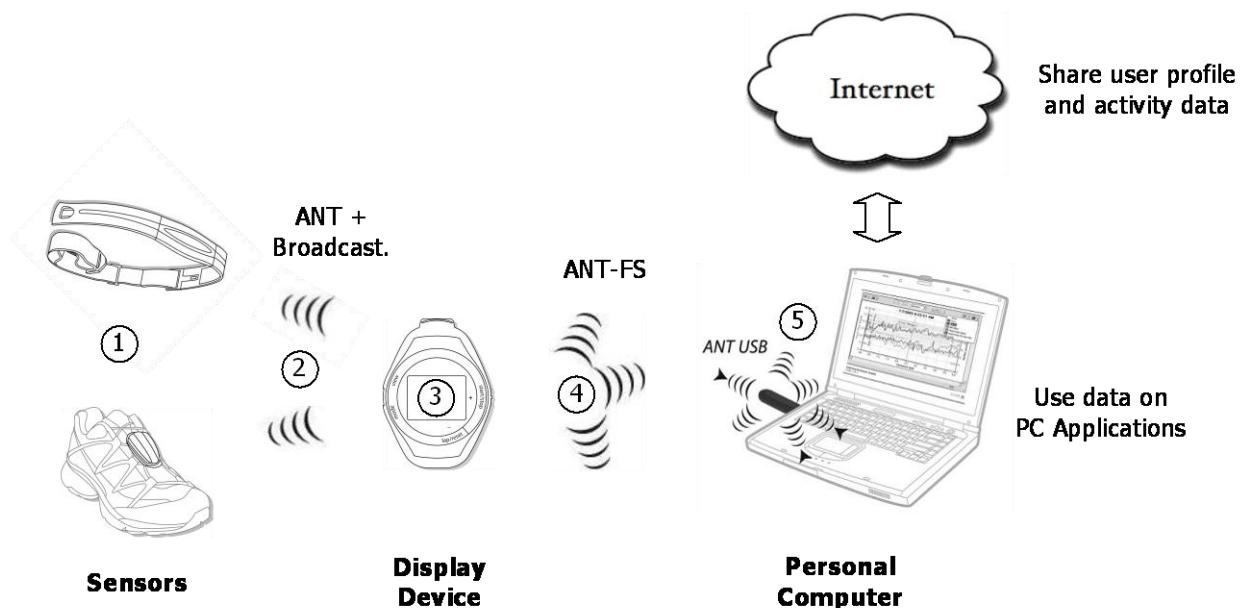 Internet
Share user profile
and activity data
ANT +
Broadcast.
ANT-FS
1
2
3
4
5
ANT USB
Use data on
PC Applications
Sensors
Display
Device
Personal
Computer